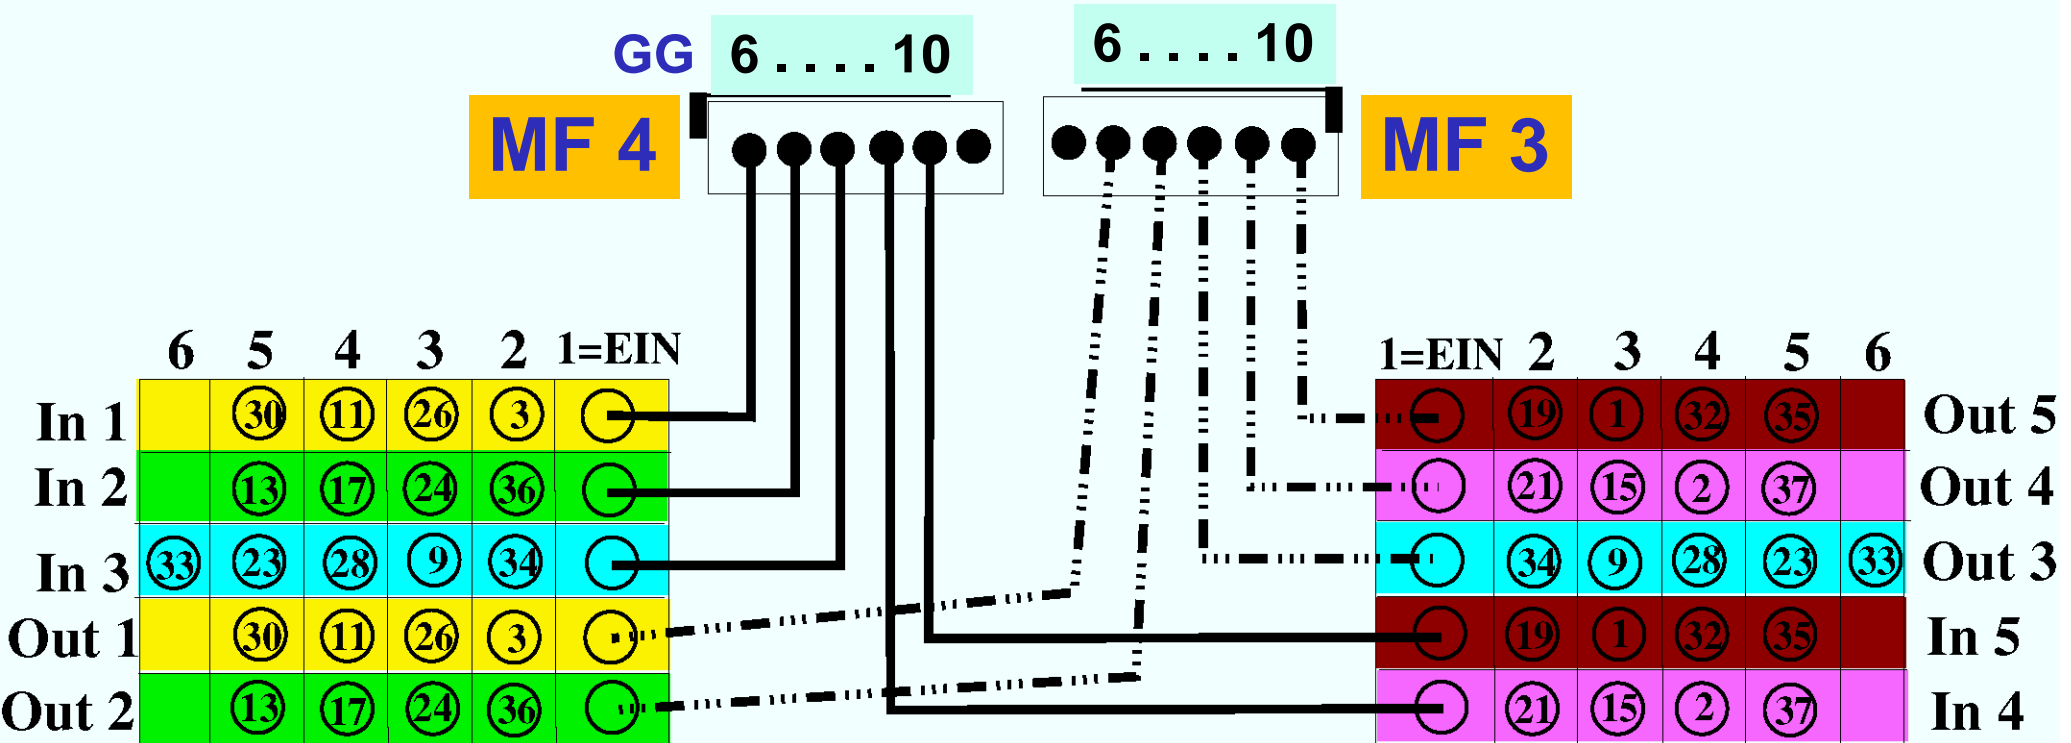 GG 6 . . . . 10 6 . . . . 10
MF 4 MF 3
6 5 4 3 2 1=EIN 1=EIN 2 3 4 5 6
In 1 30 11 26 3 19 1 32 35 Out 5
In 2 13 17 24 36 21 15 2 37 Out 4
In 3 33 23 28 9 34 34 9 28 23 33 Out 3
Out 1 30 11 26 3 19 1 32 35 In 5
Out 2 13 17 24 36 21 15 2 37 In 4